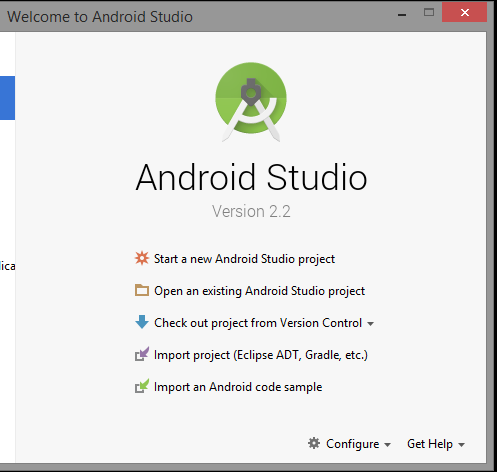 Welcome to Android Studio
Android Studio
Version 2.2
Start a new Android Studio project
Open an existing Android Studio project
Check out project from Version Control
Import project (Eclipse ADT, Gradle, etc.)
Import an Android code sample
Configure
Get Help